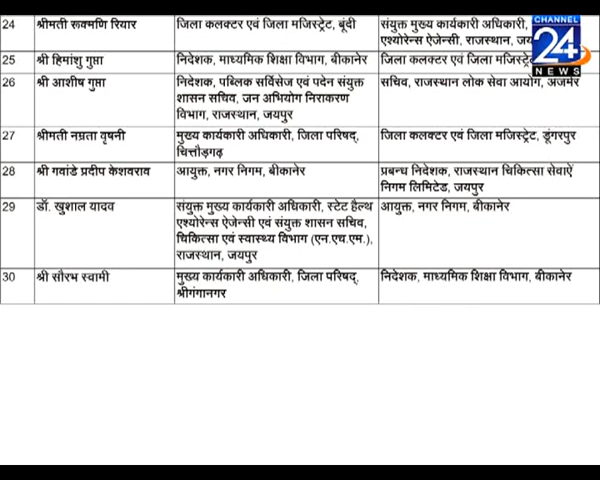 24 श्रीमती रूक्मणि रियार जिला कलक्टर एवं जिला मजिस्ट्रेट, बूंदी संयुक्त मुख्य कार्यकारी अधिकारी,
एश्योरेन्स ऐजेन्सी, राजस्थान,
CHANNEL
24
NEWS
25 श्री हिमांशु गुप्ता निदेशक, माध्यमिक शिक्षा विभाग, बीकानेर जिला कलक्टर एवं जिला
26 श्री आशीष गुप्ता निदेशक, पब्लिक सर्विसेज एवं पदेन संयुक्त सचिव, राजस्थान लोक सेवा आयोग, अजमेर
शासन सचिव, जन अभियोग निराकरण
विभाग, राजस्थान, जयपुर
27 श्रीमती नम्रता वृषनी मुख्य कार्यकारी अधिकारी, जिला परिषद्, जिला कलक्टर एवं जिला मजिस्ट्रेट, डूंगरपुर
चित्तौड़गढ़
28 श्री गवांडे प्रदीप केशवराव आयुक्त, नगर निगम, बीकानेर प्रबन्ध निदेशक, राजस्थान चिकित्सा सेवाऐं
निगम लिमिटेड, जयपुर
29 डॉ. खुशाल यादव संयुक्त मुख्य कार्यकारी अधिकारी, स्टेट हैल्थ आयुक्त, नगर निगम, बीकानेर
एश्योरेन्स ऐजेन्सी एवं संयुक्त शासन सचिव,
चिकित्सा एवं स्वास्थ्य विभाग (एन.एच.एम.),
राजस्थान, जयपुर
30 श्री सौरभ स्वामी मुख्य कार्यकारी अधिकारी, जिला परिषद्, निदेशक, माध्यमिक शिक्षा विभाग, बीकानेर
श्रीगंगानगर